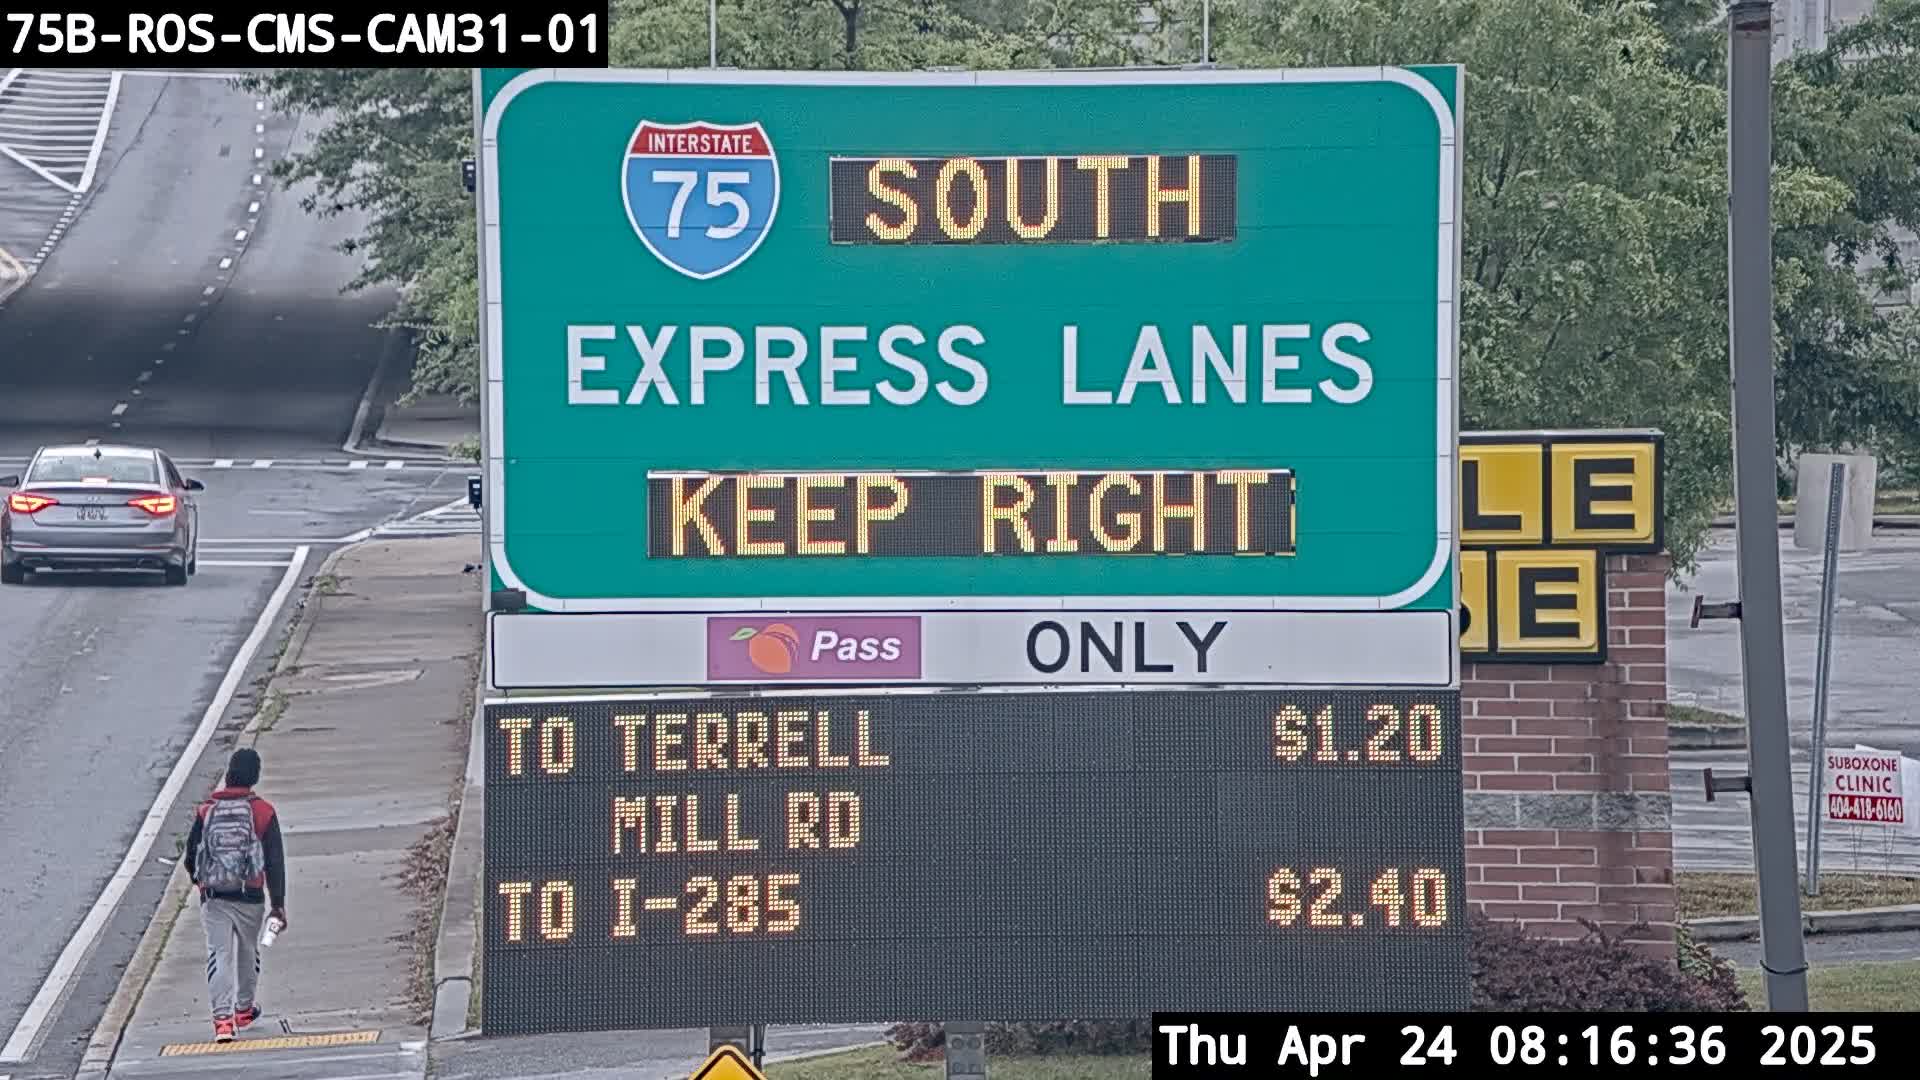 75B-ROS-CMS-CAM31-01
INTERSTATE
75
SOUTH
EXPRESS LANES
KEEP RIGHT
Pass ONLY
TO TERRELL $1.20
MILL RD
TO I-285 $2.40
LE
E
SUBOXONE
CLINIC
404-418-6160
Thu Apr 24 08:16:36 2025